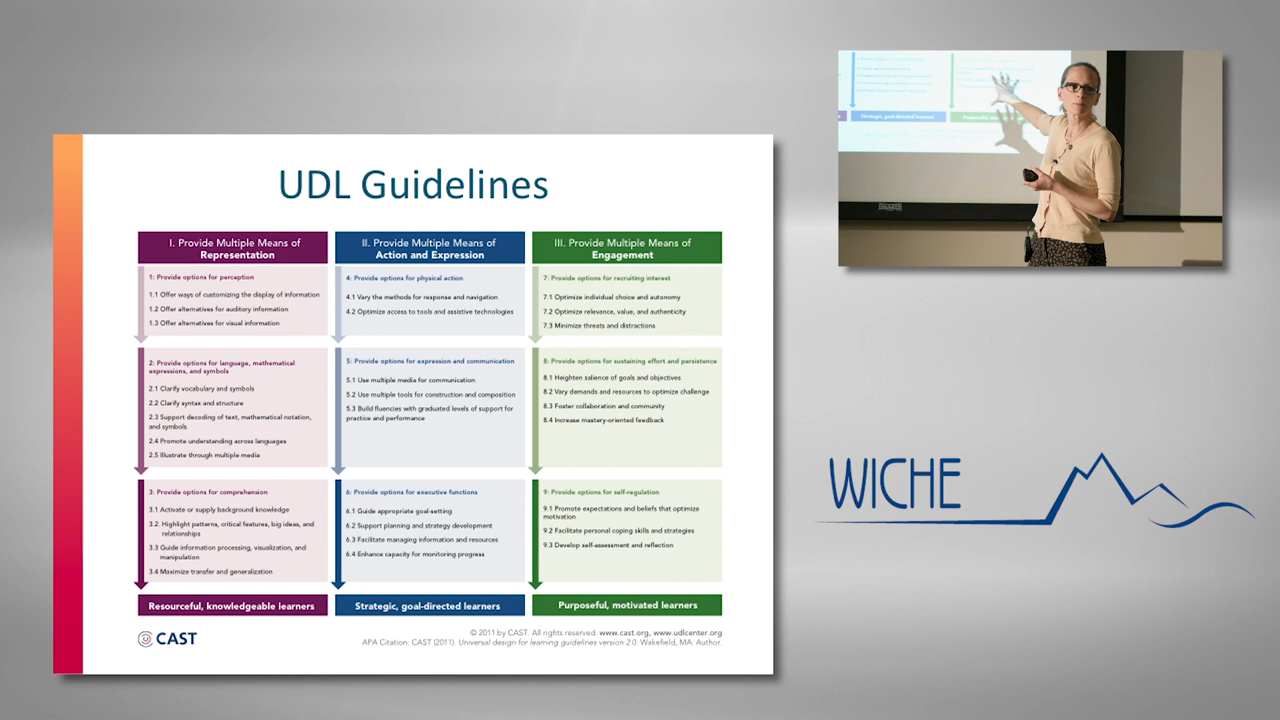 UDL Guidelines
I. Provide Multiple Means of
Representation
1: Provide options for perception
1.1 Offer ways of customizing the display of information
1.2 Offer alternatives for auditory information
1.3 Offer alternatives for visual information
2: Provide options for language, mathematical
expressions, and symbols
2.1 Clarify vocabulary and symbols
2.2 Clarify syntax and structure
2.3 Support decoding of text, mathematical notation,
and symbols
2.4 Promote understanding across languages
2.5 Illustrate through multiple media
3: Provide options for comprehension
3.1 Activate or supply background knowledge
3.2. Highlight patterns, critical features, big ideas, and
relationships
3.3 Guide information processing, visualization, and
manipulation
3.4 Maximize transfer and generalization
Resourceful, knowledgeable learners
II. Provide Multiple Means of
Action and Expression
4: Provide options for physical action
4.1 Vary the methods for response and navigation
4.2 Optimize access to tools and assistive technologies
5: Provide options for expression and communication
5.1 Use multiple media for communication
5.2 Use multiple tools for construction and composition
5.3 Build fluencies with graduated levels of support for
practice and performance
6: Provide options for executive functions
6.1 Guide appropriate goal-setting
6.2 Support planning and strategy development
6.3 Facilitate managing information and resources
6.4 Enhance capacity for monitoring progress
Strategic, goal-directed learners
III. Provide Multiple Means of
Engagement
7: Provide options for recruiting interest
7.1 Optimize individual choice and autonomy
7.2 Optimize relevance, value, and authenticity
7.3 Minimize threats and distractions
8: Provide options for sustaining effort and persistence
8.1 Heighten salience of goals and objectives
8.2 Vary demands and resources to optimize challenge
8.3 Foster collaboration and community
8.4 Increase mastery-oriented feedback
9: Provide options for self-regulation
9.1 Promote expectations and beliefs that optimize
motivation
9.2 Facilitate personal coping skills and strategies
9.3 Develop self-assessment and reflection
Purposeful, motivated learners
CAST
© 2011 by CAST. All rights reserved. www.cast.org, www.udlcenter.org
APA Citation: CAST (2011). Universal design for learning guidelines version 2.0. Wakefield, MA: Author.
Strategic, goal-directed learners
WICHE